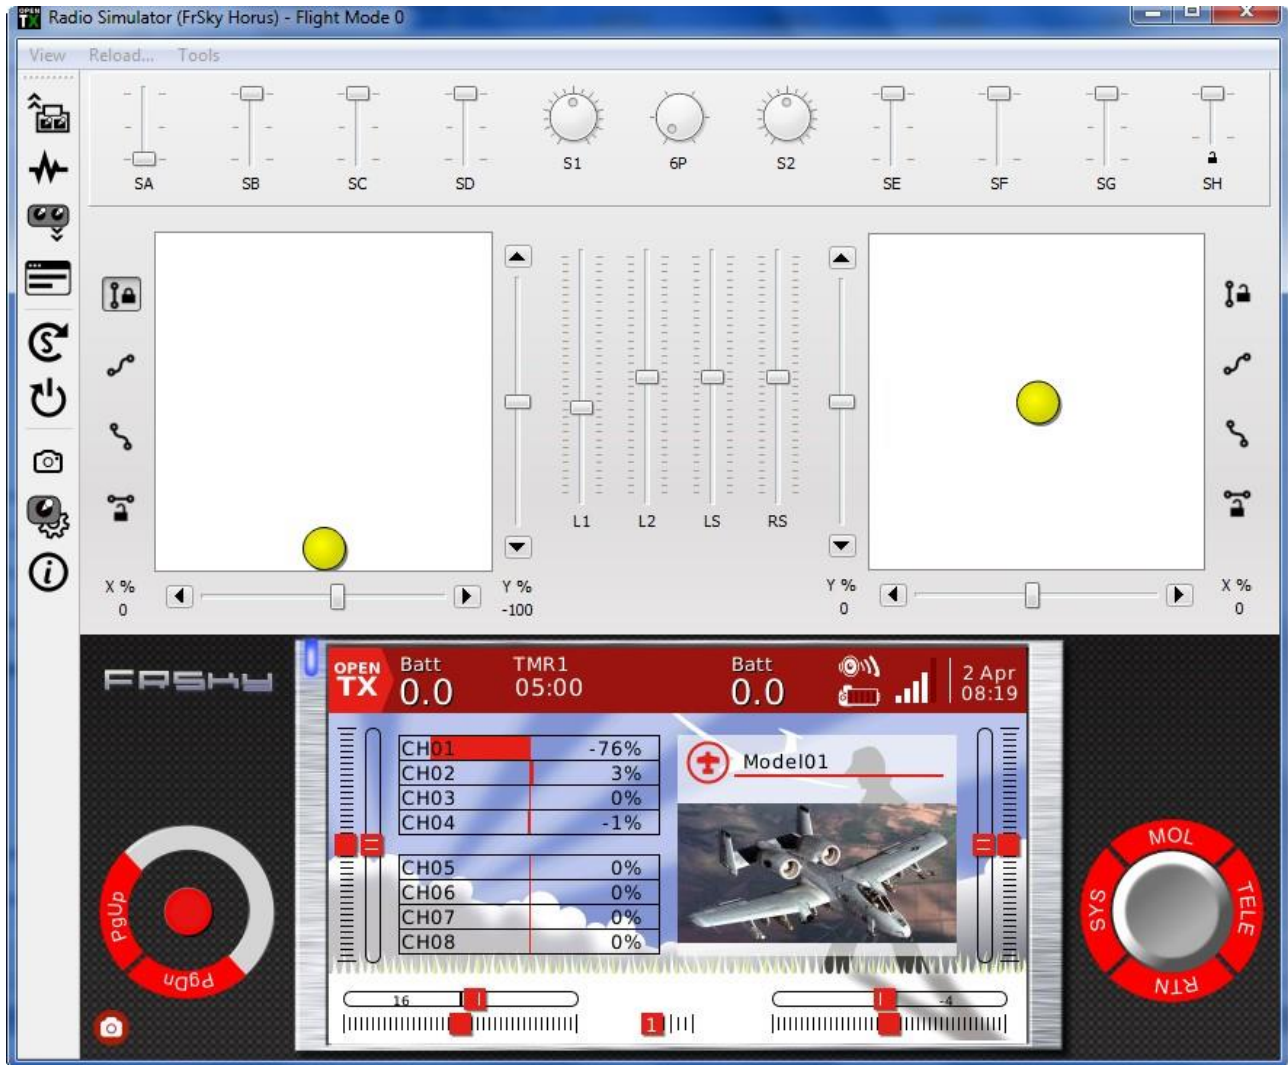 OPEN TX Radio Simulator (FrSky Horus) - Flight Mode 0
View Reload... Tools
SA SB SC SD S1 6P S2 SE SF SG SH
L1 L2 LS RS
X % Y % Y % X %
0 -100 0 0
FRSKY
OPEN TX
Batt TMR1 Batt 2 Apr
0.0 05:00 0.0 08:19
CH01 -76%
CH02 3%
CH03 0%
CH04 -1%
CH05 0%
CH06 0%
CH07 0%
CH08 0%
Model01
PgUp
PgDn
MOL
SYS
TELE
RTN
16 -4
1